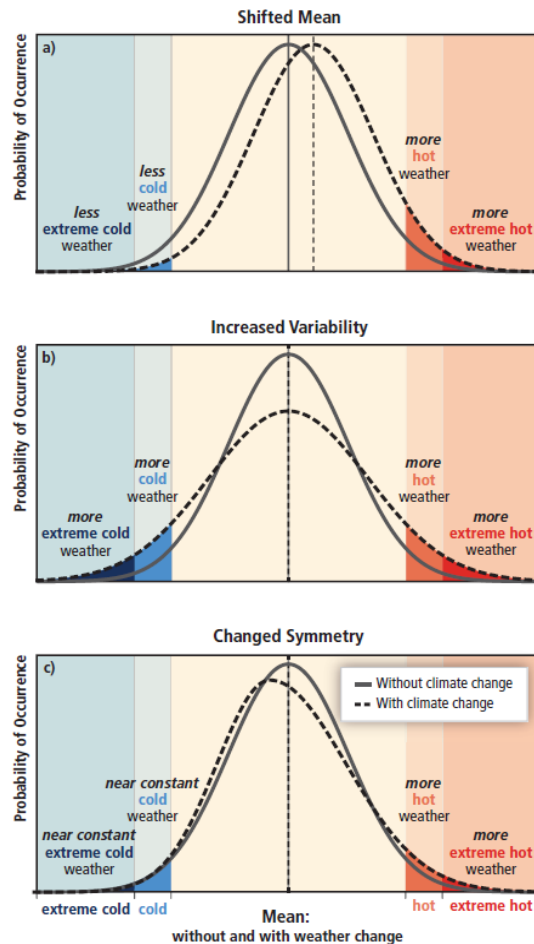 Shifted Mean
a)
Probability of Occurrence
less
cold
weather
less
extreme cold
weather
more
hot
weather
more
extreme hot
weather
Increased Variability
b)
Probability of Occurrence
more
cold
weather
more
extreme cold
weather
more
hot
weather
more
extreme hot
weather
Changed Symmetry
c)
Probability of Occurrence
Without climate change
With climate change
near constant
cold
weather
near constant
extreme cold
weather
more
hot
weather
more
extreme hot
weather
extreme cold cold hot extreme hot
Mean:
without and with weather change